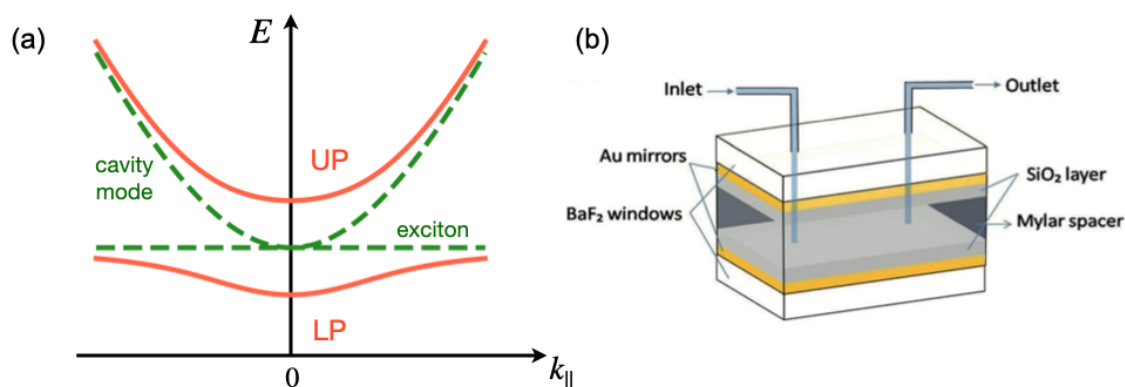 (a)
E
UP
cavity
mode
exciton
LP
0
k||
(b)
Inlet
Outlet
Au mirrors
SiO₂ layer
BaF₂ windows
Mylar spacer